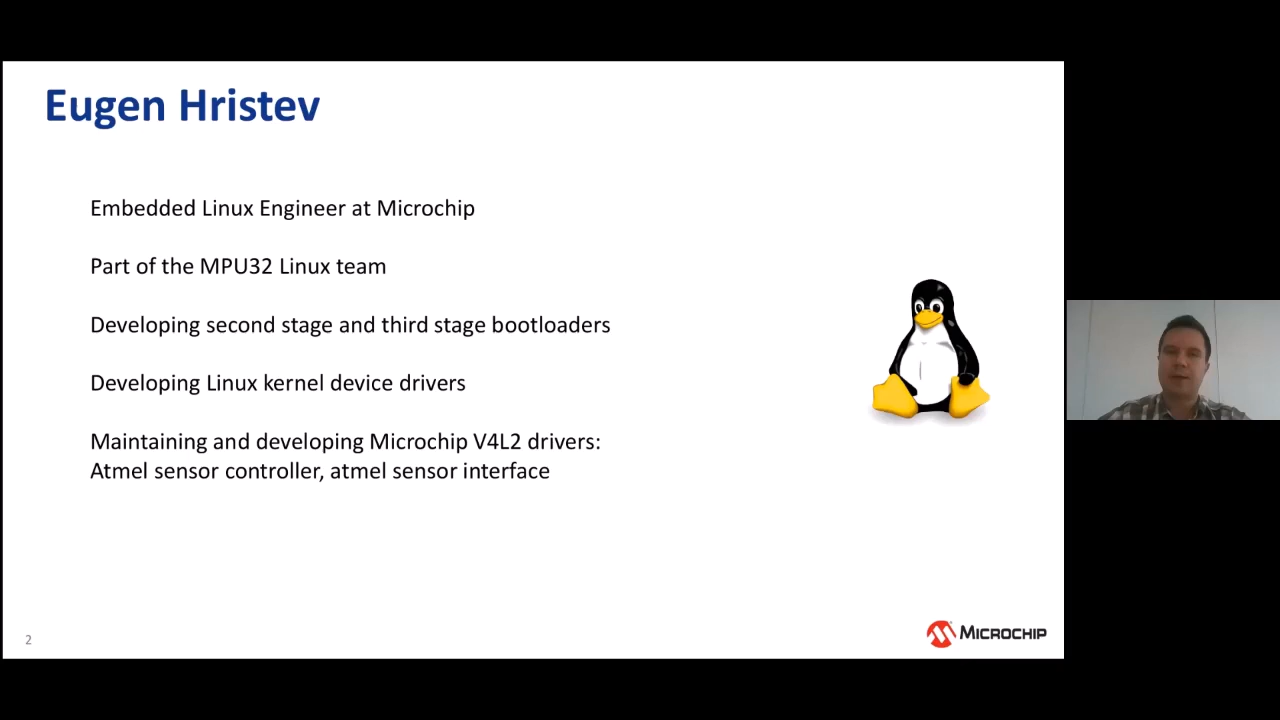 Eugen Hristev
Embedded Linux Engineer at Microchip
Part of the MPU32 Linux team
Developing second stage and third stage bootloaders
Developing Linux kernel device drivers
Maintaining and developing Microchip V4L2 drivers:
Atmel sensor controller, atmel sensor interface
2
MICROCHIP